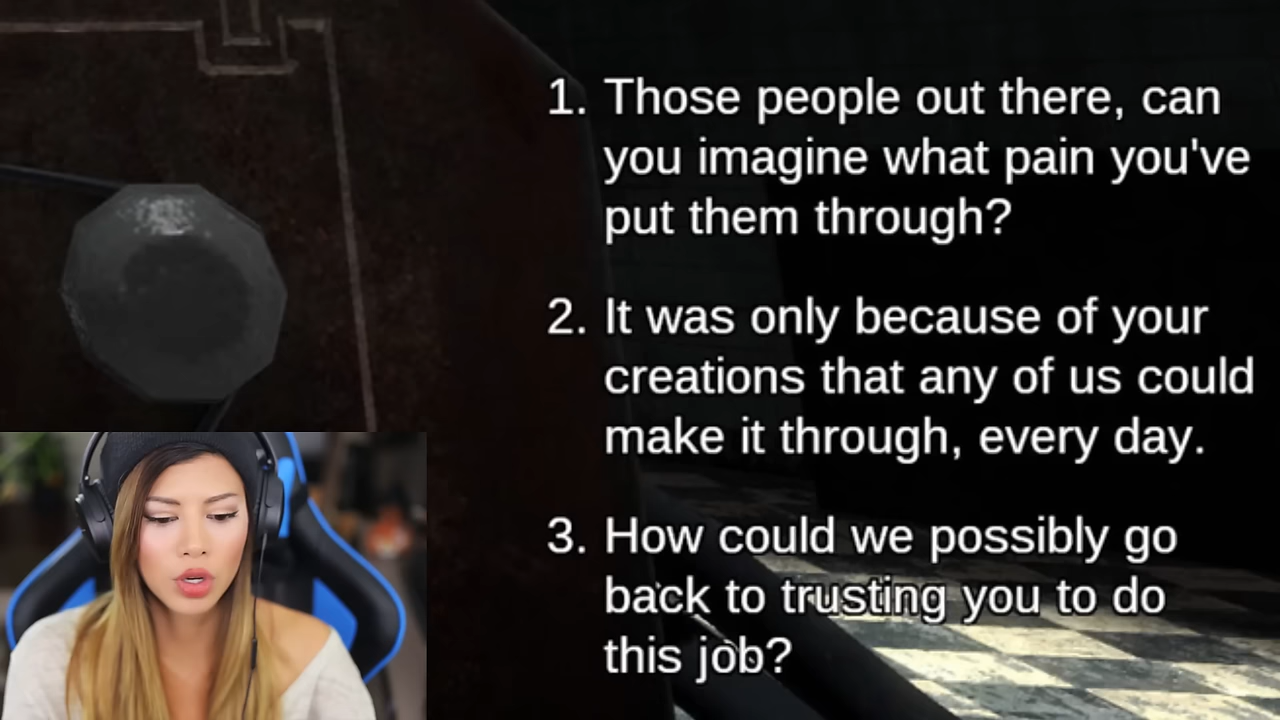 1. Those people out there, can
you imagine what pain you've
put them through?
2. It was only because of your
creations that any of us could
make it through, every day.
3. How could we possibly go
back to trusting you to do
this job?